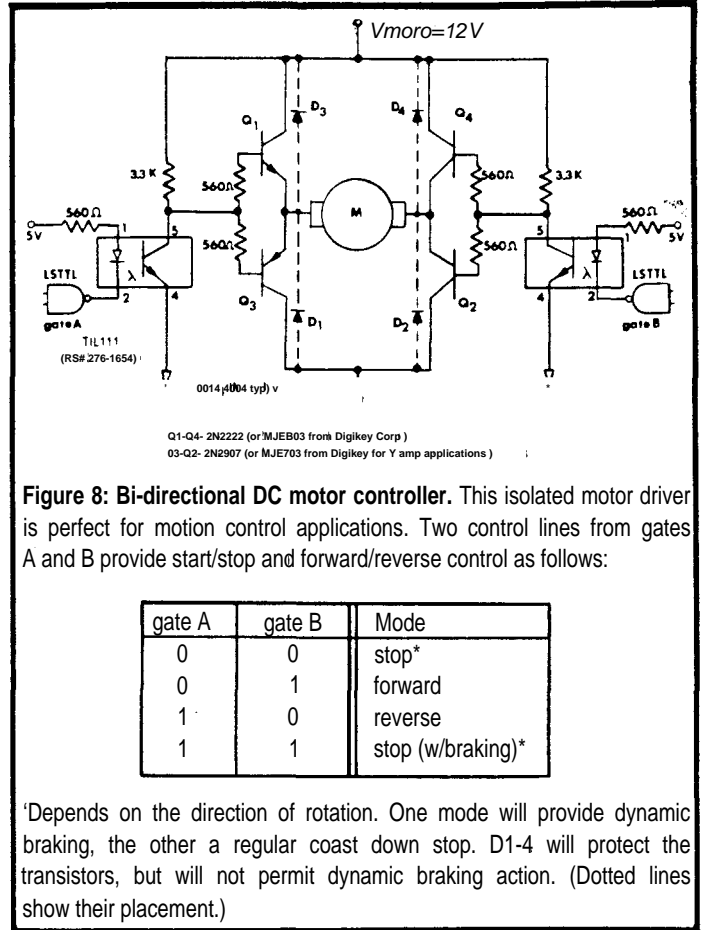 Vmoro=12V
Q1
D3
D4
Q4
3.3 K
560Ω
560Ω
3.3 K
560Ω
5V
1
5
λ
2
4
LSTTL
gate A
TIL111
(RS# 276-1654)
560Ω
Q3
D1
M
D2
560Ω
Q2
5
1
λ
4
2
560Ω
5V
LSTTL
gate B
0014 typ) v
Q1-Q4- 2N2222 (or MJEB03 from Digikey Corp )
03-Q2- 2N2907 (or MJE703 from Digikey for Y amp applications )
Figure 8: Bi-directional DC motor controller. This isolated motor driver
is perfect for motion control applications. Two control lines from gates
A and B provide start/stop and forward/reverse control as follows:
gate A gate B Mode
0 0 stop*
0 1 forward
1 0 reverse
1 1 stop (w/braking)*
'Depends on the direction of rotation. One mode will provide dynamic
braking, the other a regular coast down stop. D1-4 will protect the
transistors, but will not permit dynamic braking action. (Dotted lines
show their placement.)